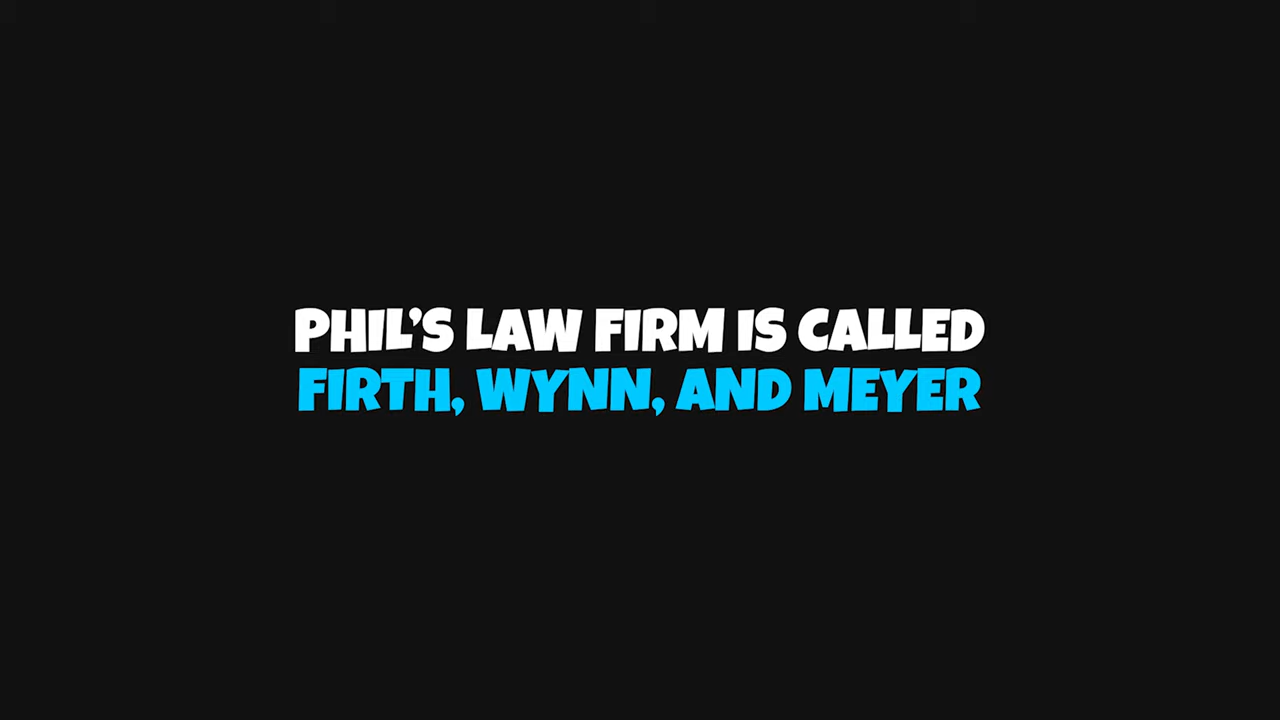 PHIL'S LAW FIRM IS CALLED
FIRTH, WYNN, AND MEYER